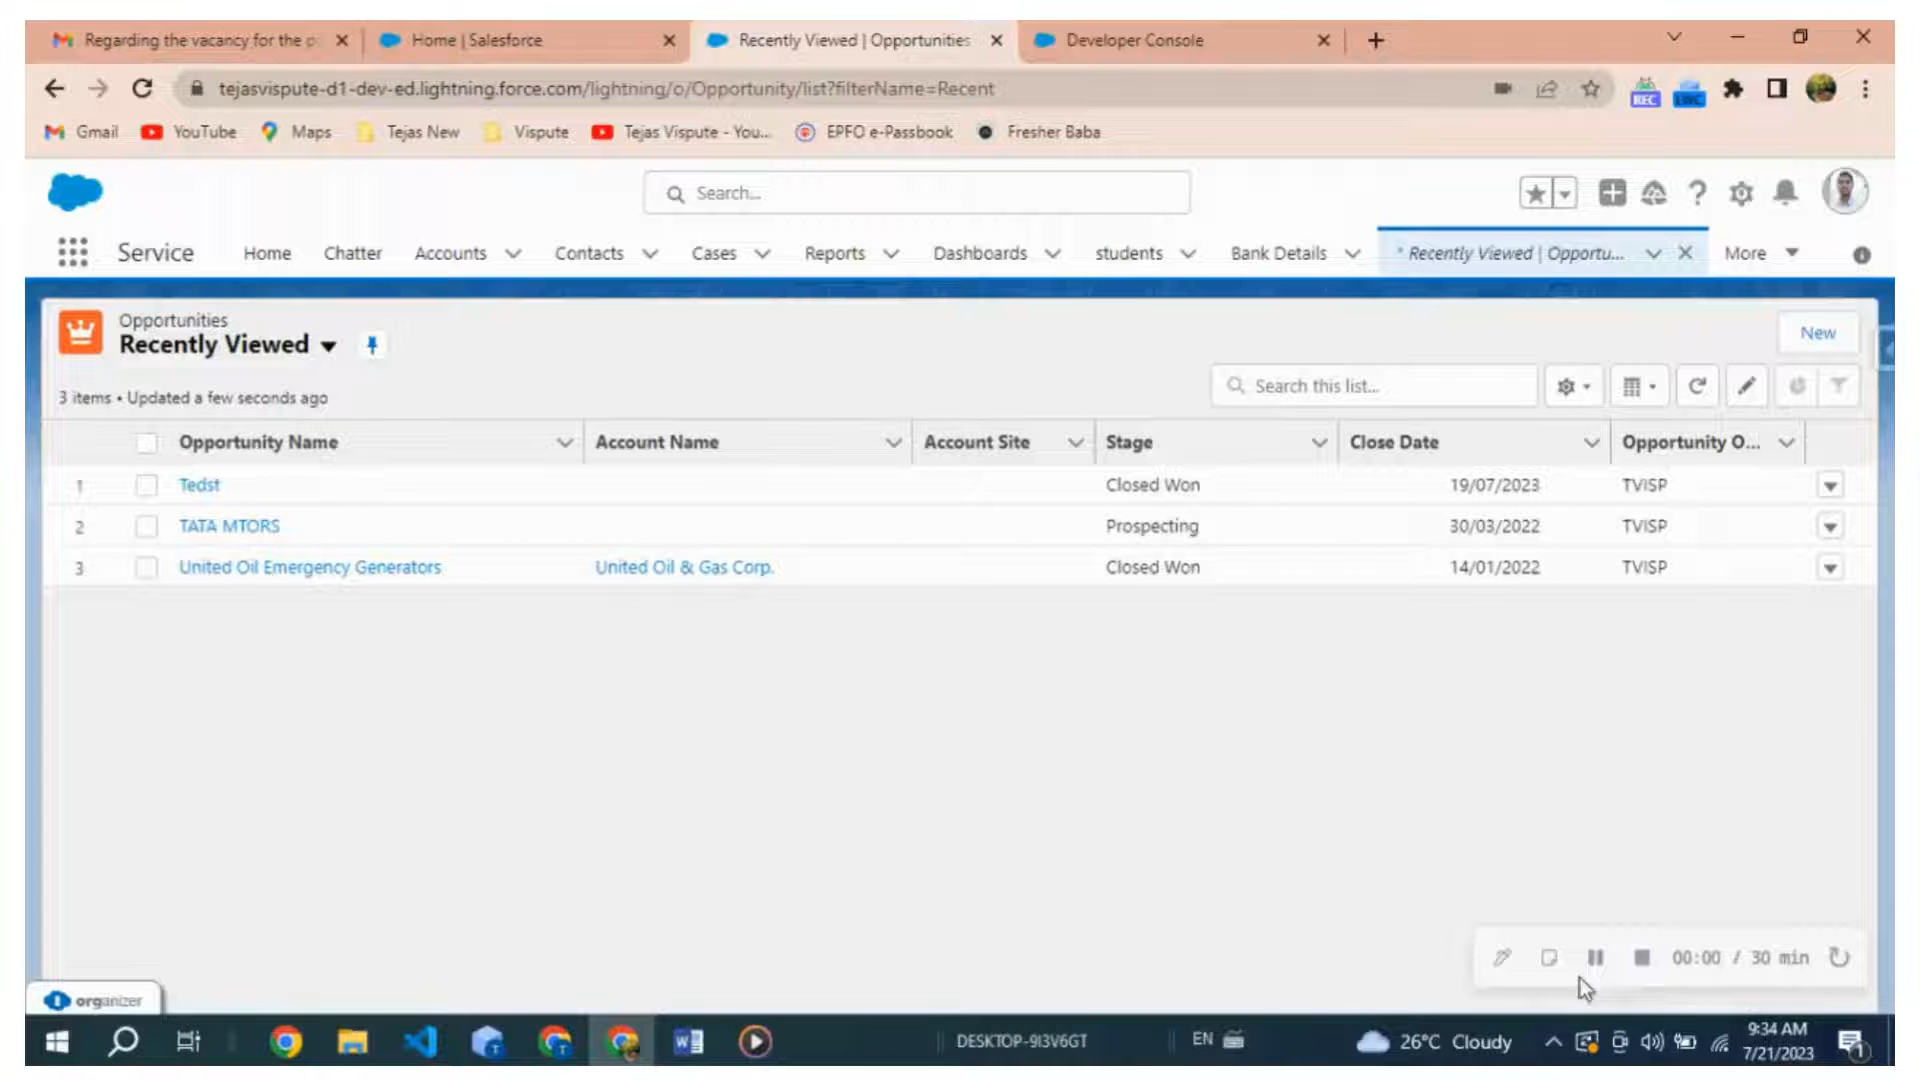 Regarding the vacancy for the p
Home | Salesforce
Recently Viewed | Opportunities
Developer Console
tejasvispute-d1-dev-ed.lightning.force.com/lightning/o/Opportunity/list?filterName=Recent
REC
LWC
Gmail
YouTube
Maps
Tejas New
Vispute
Tejas Vispute - You...
EPFO e-Passbook
Fresher Baba
Search...
Service
Home
Chatter
Accounts
Contacts
Cases
Reports
Dashboards
students
Bank Details
* Recently Viewed | Opportu...
More
Opportunities
Recently Viewed
New
3 items • Updated a few seconds ago
Search this list...
Opportunity Name
Account Name
Account Site
Stage
Close Date
Opportunity O...
1 Tedst Closed Won 19/07/2023 TVISP
2 TATA MTORS Prospecting 30/03/2022 TVISP
3 United Oil Emergency Generators United Oil & Gas Corp. Closed Won 14/01/2022 TVISP
00:00 / 30 min
organizer
DESKTOP-9I3V6GT
EN
26°C Cloudy
9:34 AM
7/21/2023
1